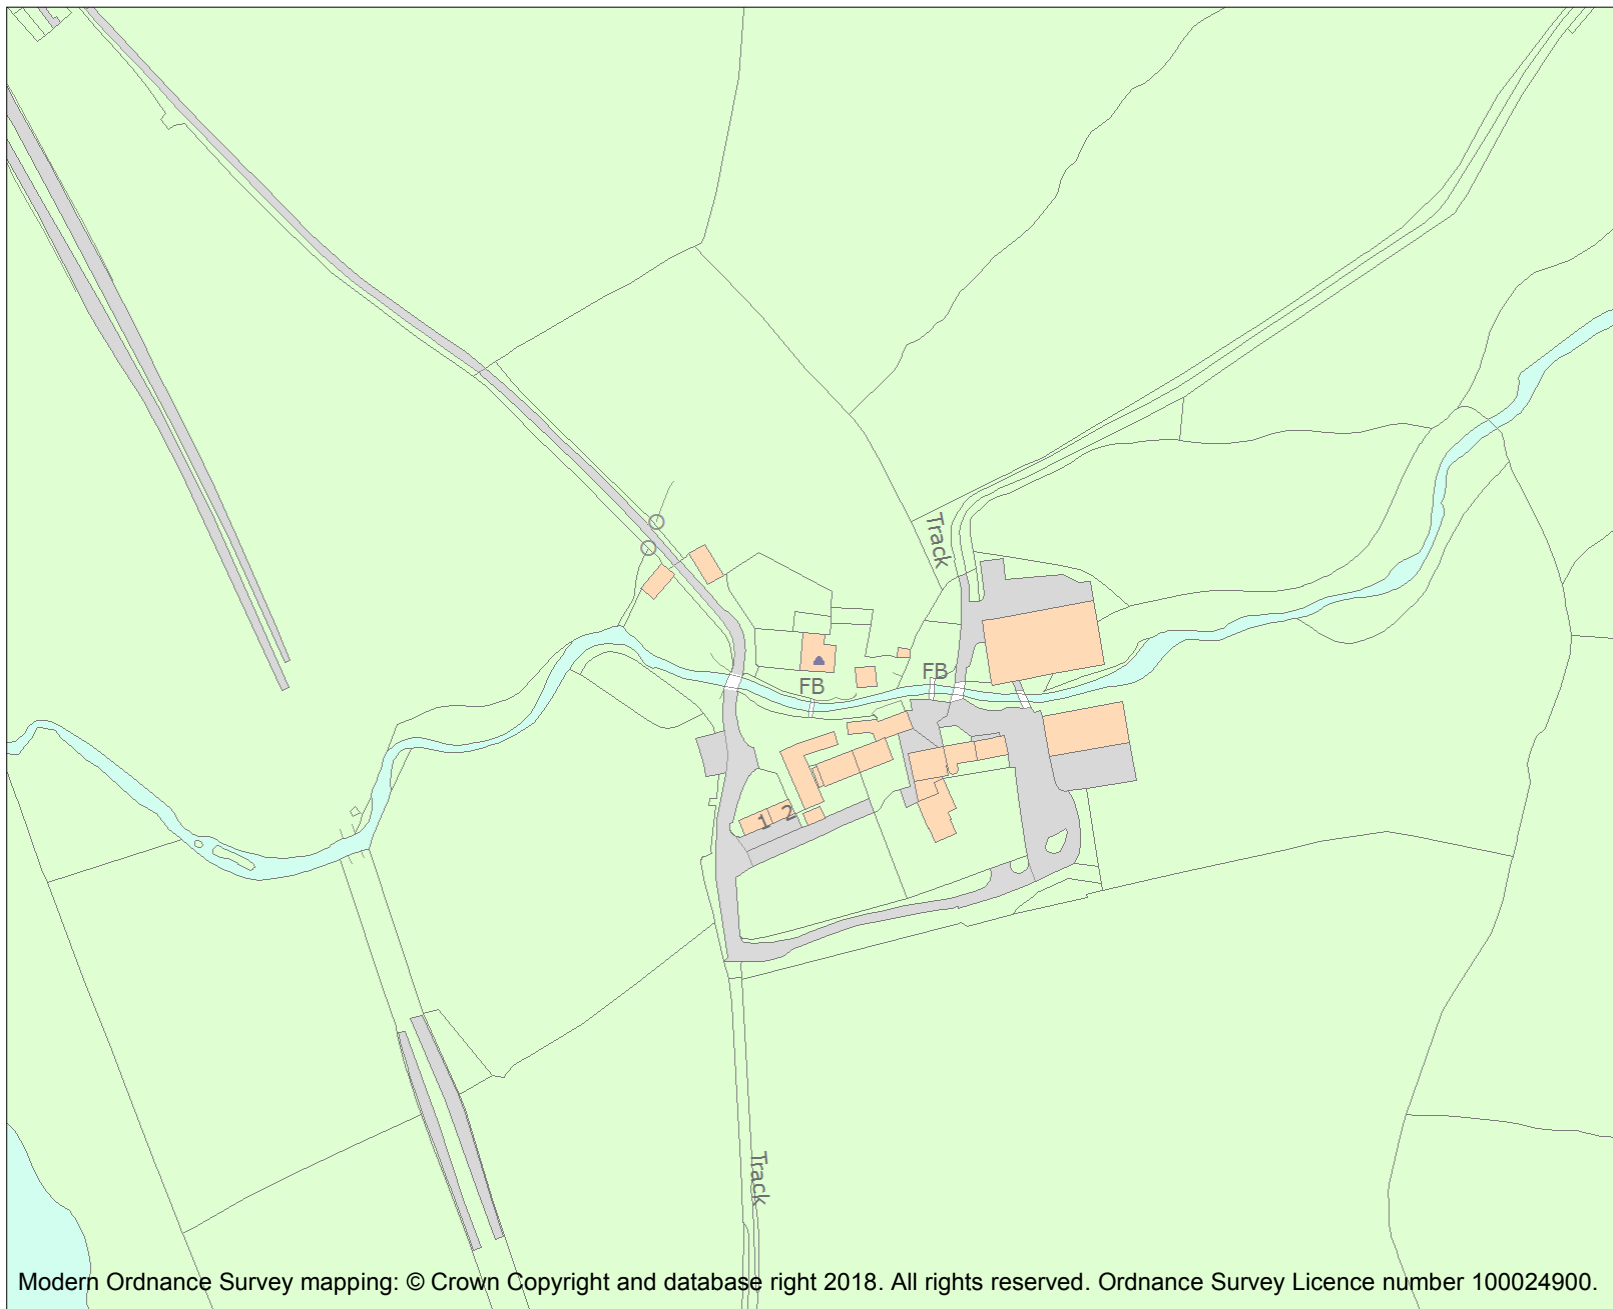 Track
FB
FB
1
2
Track
Modern Ordnance Survey mapping: © Crown Copyright and database right 2018. All rights reserved. Ordnance Survey Licence number 100024900.